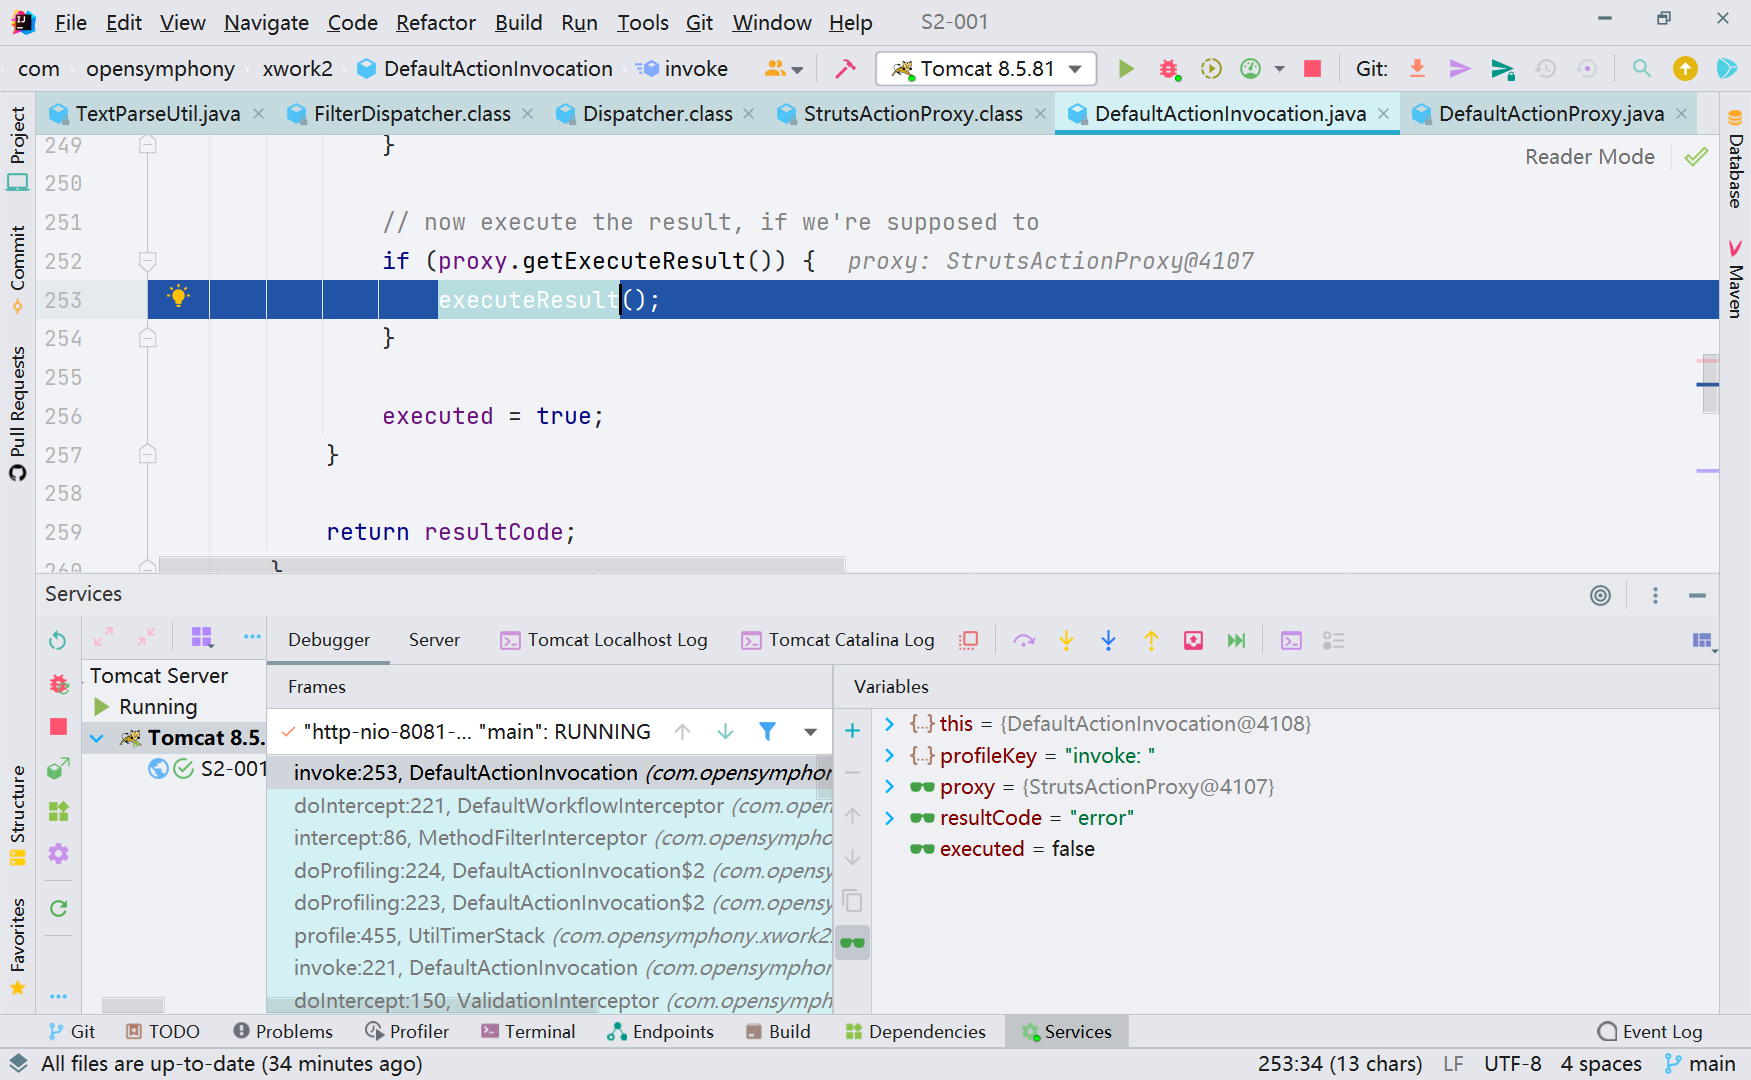 File Edit View Navigate Code Refactor Build Run Tools Git Window Help S2-001
com opensymphony xwork2 DefaultActionInvocation invoke Tomcat 8.5.81 Git:
TextParseUtil.java FilterDispatcher.class Dispatcher.class StrutsActionProxy.class DefaultActionInvocation.java DefaultActionProxy.java
Project
Commit
Pull Requests
Structure
Favorites
Database
Maven
Reader Mode
249 }
250
251 // now execute the result, if we're supposed to
252 if (proxy.getExecuteResult()) { proxy: StrutsActionProxy@4107
253 executeResult();
254 }
255
256 executed = true;
257 }
258
259 return resultCode;
260 }
Services
Debugger Server Tomcat Localhost Log Tomcat Catalina Log
Tomcat Server
Running
Tomcat 8.5.
S2-001
Frames
"http-nio-8081-... "main": RUNNING
invoke:253, DefaultActionInvocation (com.opensymphor
doIntercept:221, DefaultWorkflowInterceptor (com.open
intercept:86, MethodFilterInterceptor (com.opensympho
doProfiling:224, DefaultActionInvocation$2 (com.opensy
doProfiling:223, DefaultActionInvocation$2 (com.opensy
profile:455, UtilTimerStack (com.opensymphony.xwork2.
invoke:221, DefaultActionInvocation (com.opensymphor
doIntercept:150, ValidationInterceptor (com.opensymph
Variables
{...} this = {DefaultActionInvocation@4108}
{...} profileKey = "invoke: "
proxy = {StrutsActionProxy@4107}
resultCode = "error"
executed = false
Git TODO Problems Profiler Terminal Endpoints Build Dependencies Services Event Log
All files are up-to-date (34 minutes ago) 253:34 (13 chars) LF UTF-8 4 spaces main